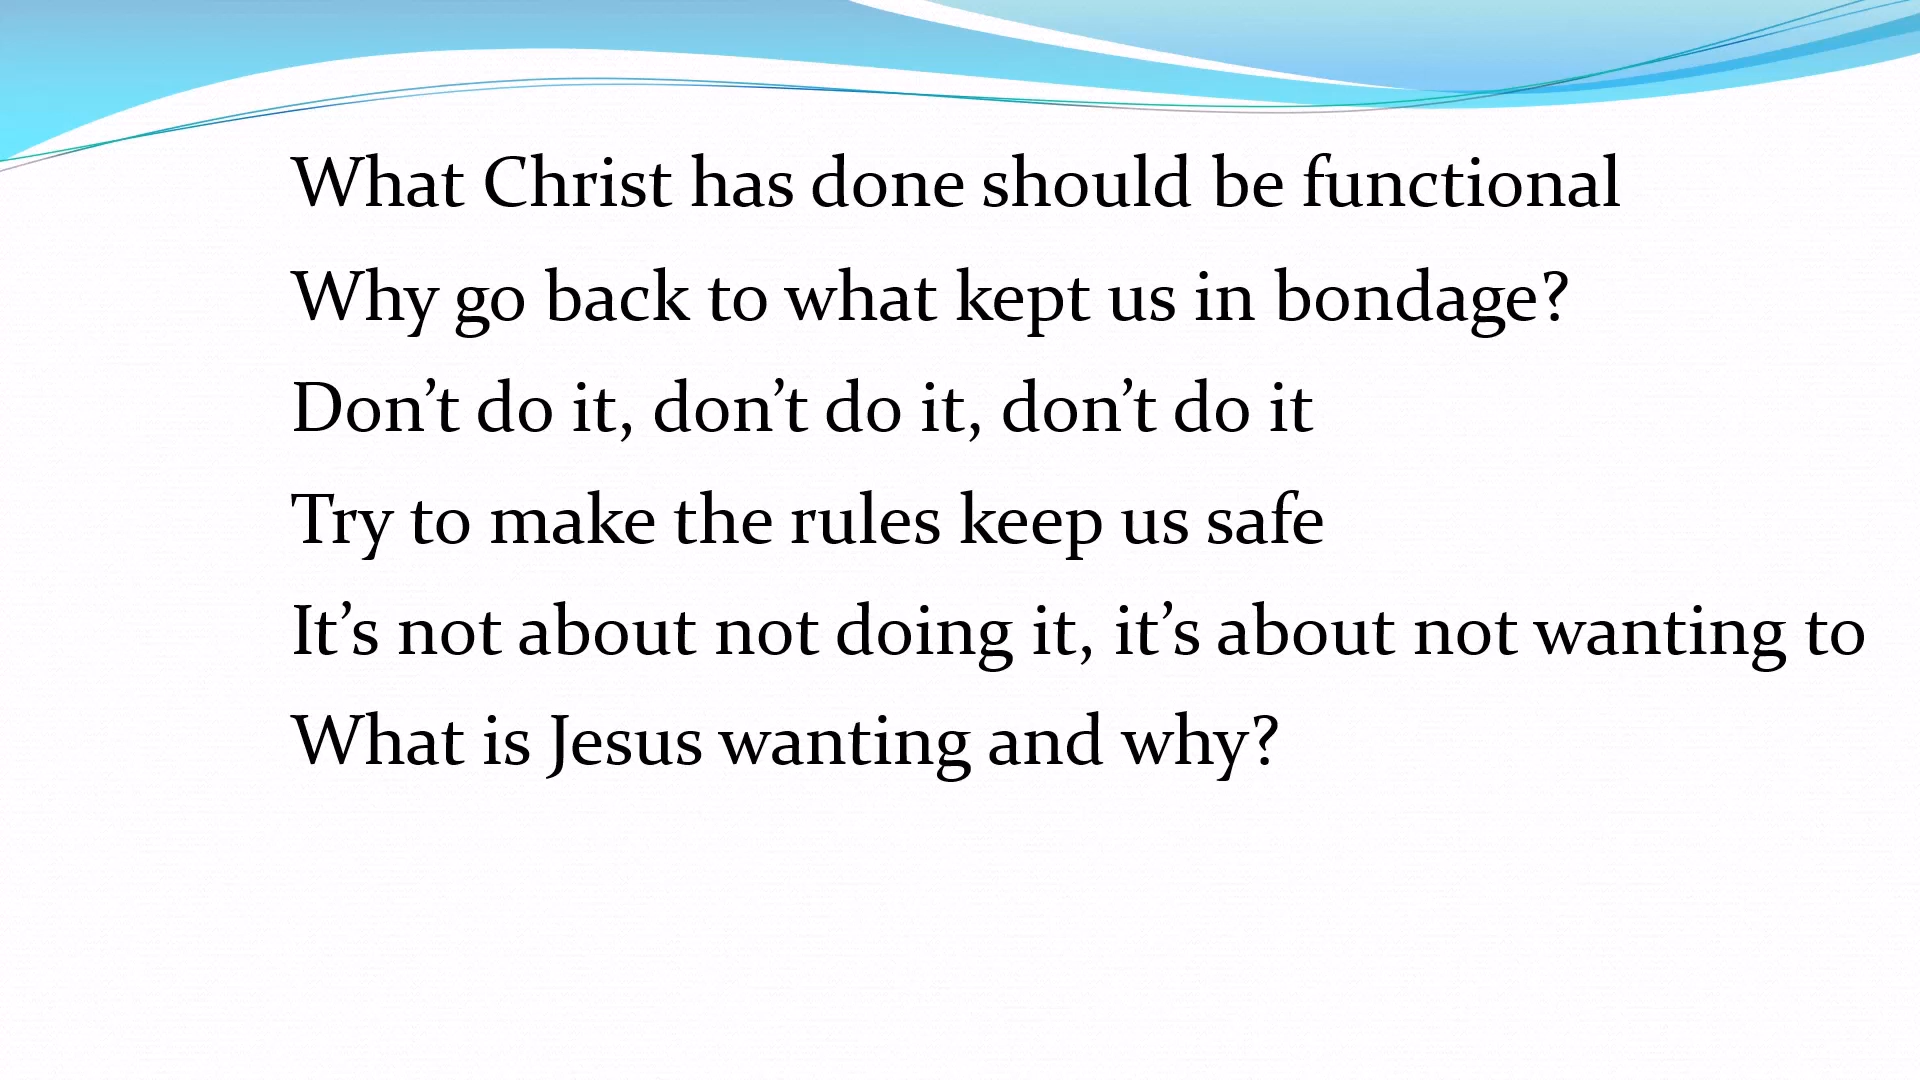 What Christ has done should be functional
Why go back to what kept us in bondage?
Don’t do it, don’t do it, don’t do it
Try to make the rules keep us safe
It’s not about not doing it, it’s about not wanting to
What is Jesus wanting and why?